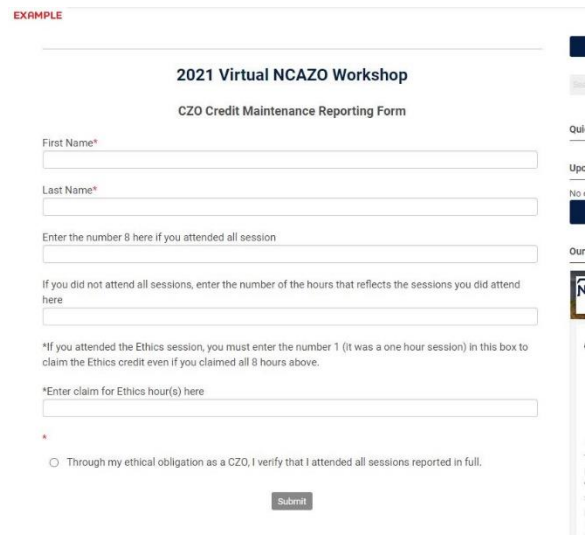 EXAMPLE
2021 Virtual NCAZO Workshop
CZO Credit Maintenance Reporting Form
First Name*
Last Name*
Enter the number 8 here if you attended all session
If you did not attend all sessions, enter the number of the hours that reflects the sessions you did attend
here
*If you attended the Ethics session, you must enter the number 1 (it was a one hour session) in this box to
claim the Ethics credit even if you claimed all 8 hours above.
*Enter claim for Ethics hour(s) here
*
Through my ethical obligation as a CZO, I verify that I attended all sessions reported in full.
Submit
Qui
Upc
No
Our
N